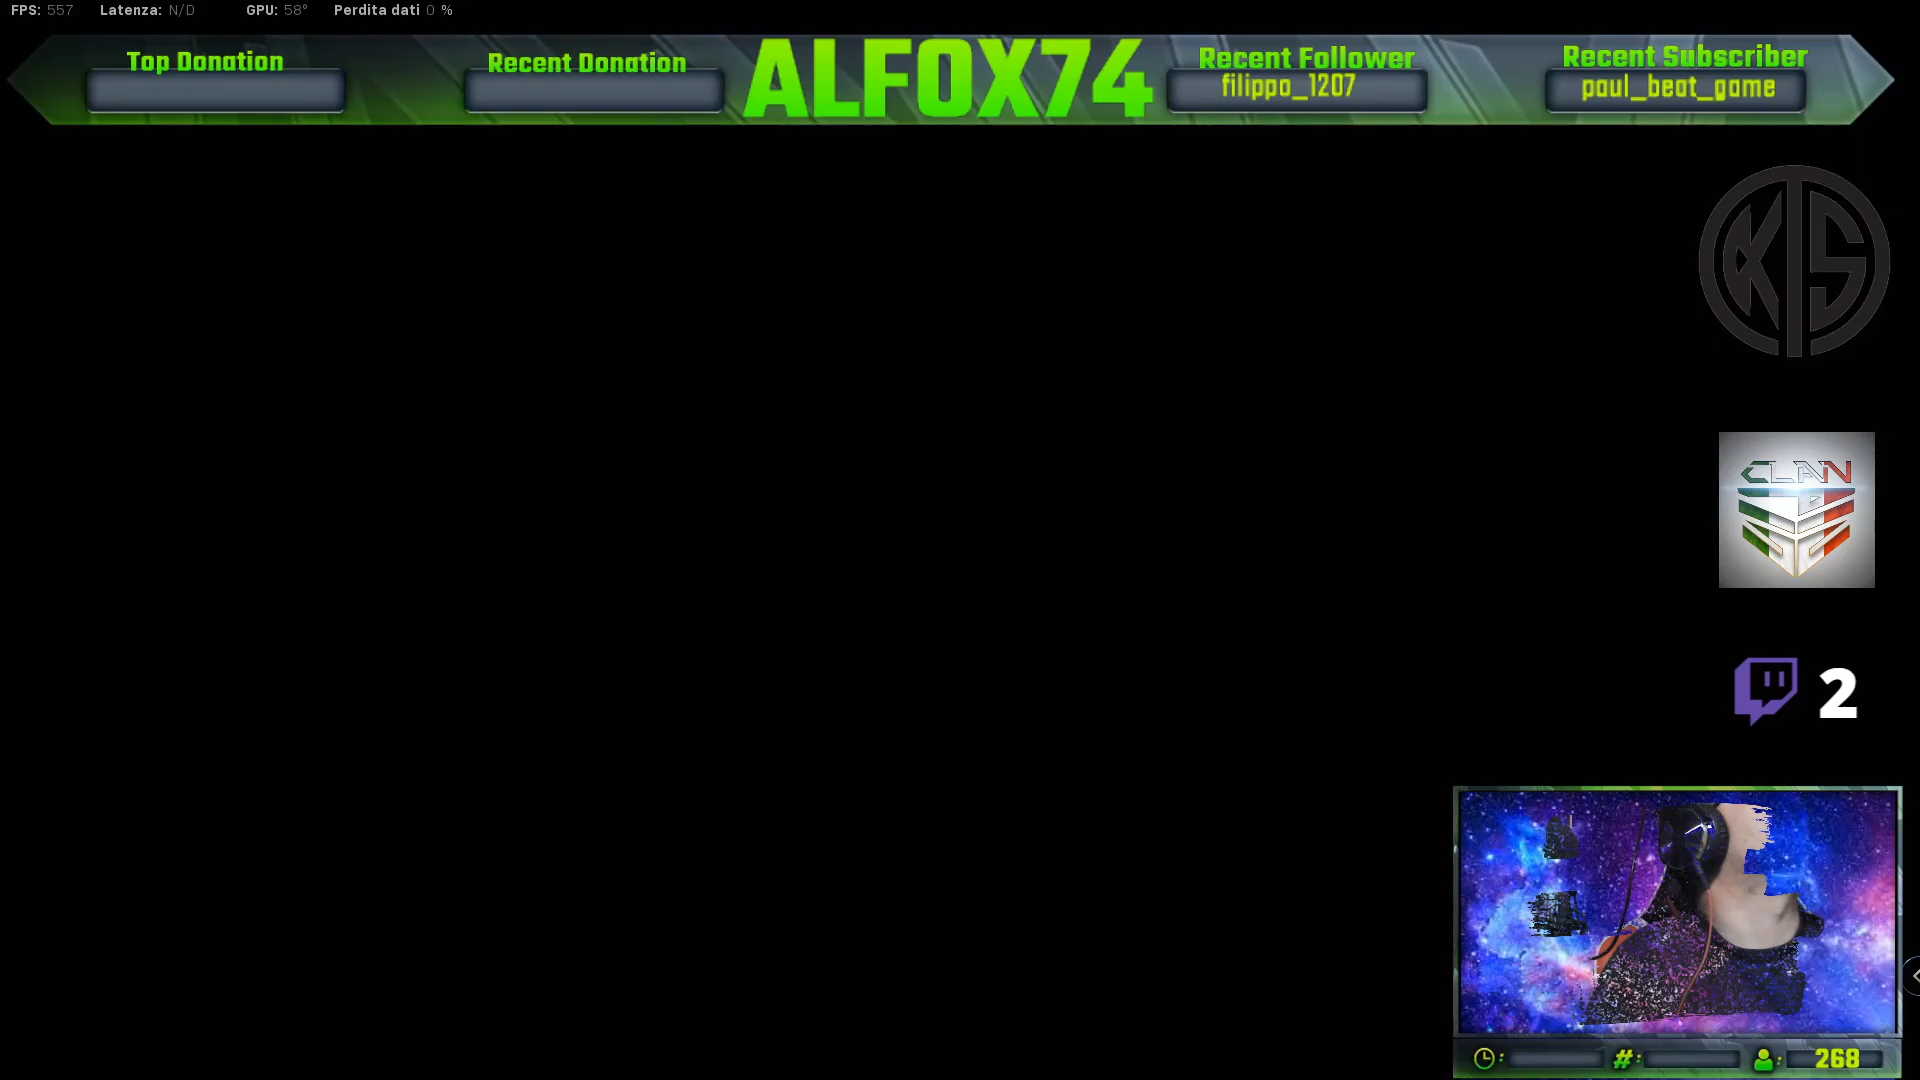 FPS: 557 Latenza: N/D GPU: 58° Perdita dati 0 %
Top Donation
Recent Donation
ALFOX74
Recent Follower
filippo_1207
Recent Subscriber
paul_beat_game
KIS
CLAN
2
: #: : 268